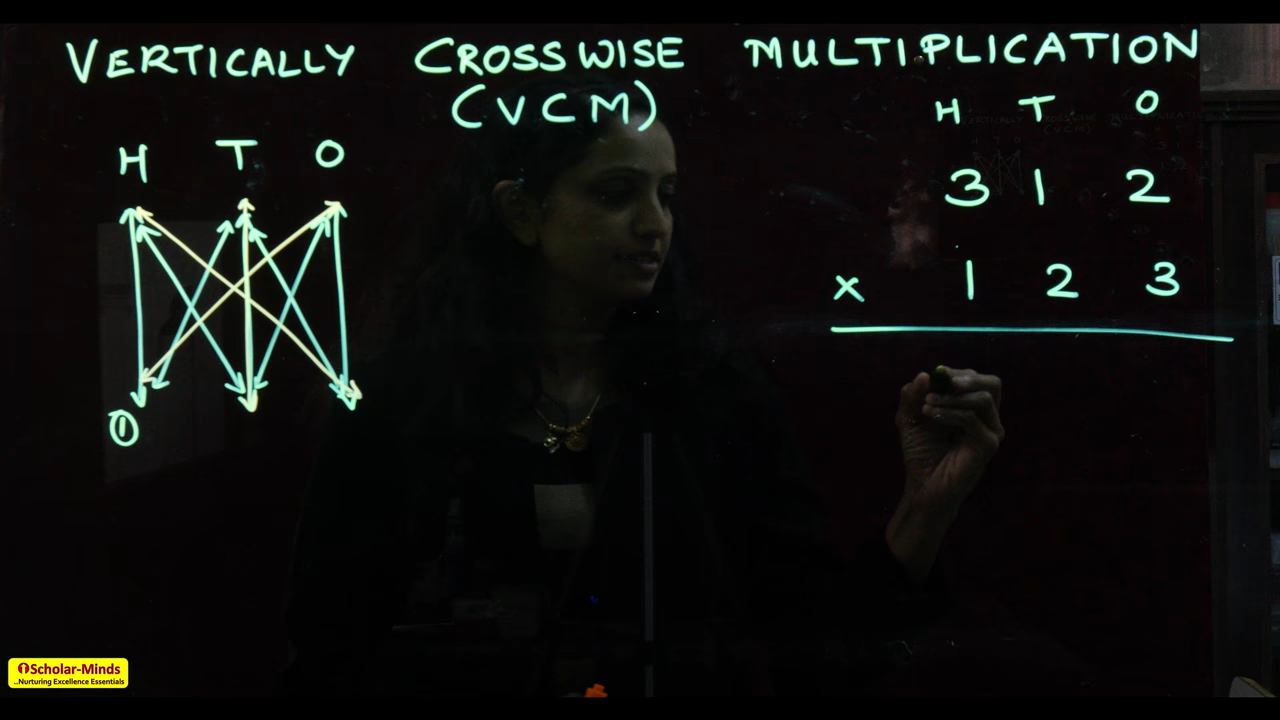 VERTICALLY CROSSWISE MULTIPLICATION
(VCM)
H T O
H T O
3 1 2
x 1 2 3
①
Scholar-Minds
..Nurturing Excellence Essentials